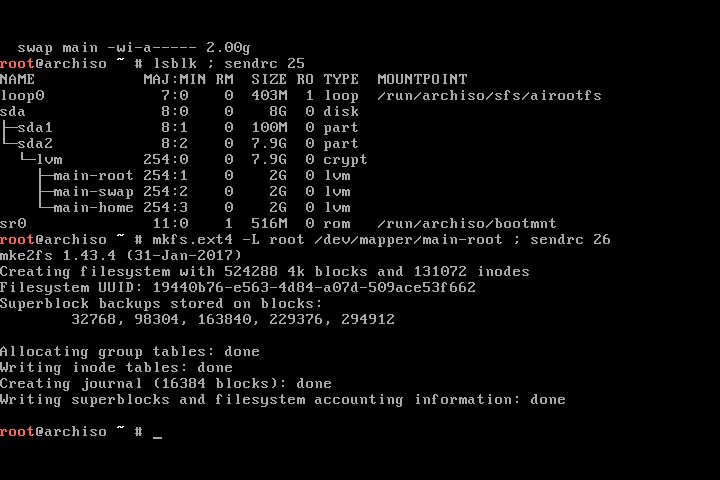 swap main -wi-a----- 2.00g
root@archiso ~ # lsblk ; sendrc 25
NAME              MAJ:MIN RM  SIZE RO TYPE  MOUNTPOINT
loop0               7:0    0  403M  1 loop  /run/archiso/sfs/airootfs
sda                 8:0    0    8G  0 disk
├─sda1              8:1    0  100M  0 part
└─sda2              8:2    0  7.9G  0 part
  └─lvm           254:0    0  7.9G  0 crypt
    ├─main-root 254:1    0    2G  0 lvm
    ├─main-swap 254:2    0    2G  0 lvm
    └─main-home 254:3    0    2G  0 lvm
sr0                11:0    1  516M  0 rom   /run/archiso/bootmnt
root@archiso ~ # mkfs.ext4 -L root /dev/mapper/main-root ; sendrc 26
mke2fs 1.43.4 (31-Jan-2017)
Creating filesystem with 524288 4k blocks and 131072 inodes
Filesystem UUID: 19440b76-e563-4d84-a07d-509ace53f662
Superblock backups stored on blocks:
        32768, 98304, 163840, 229376, 294912

Allocating group tables: done
Writing inode tables: done
Creating journal (16384 blocks): done
Writing superblocks and filesystem accounting information: done

root@archiso ~ # _